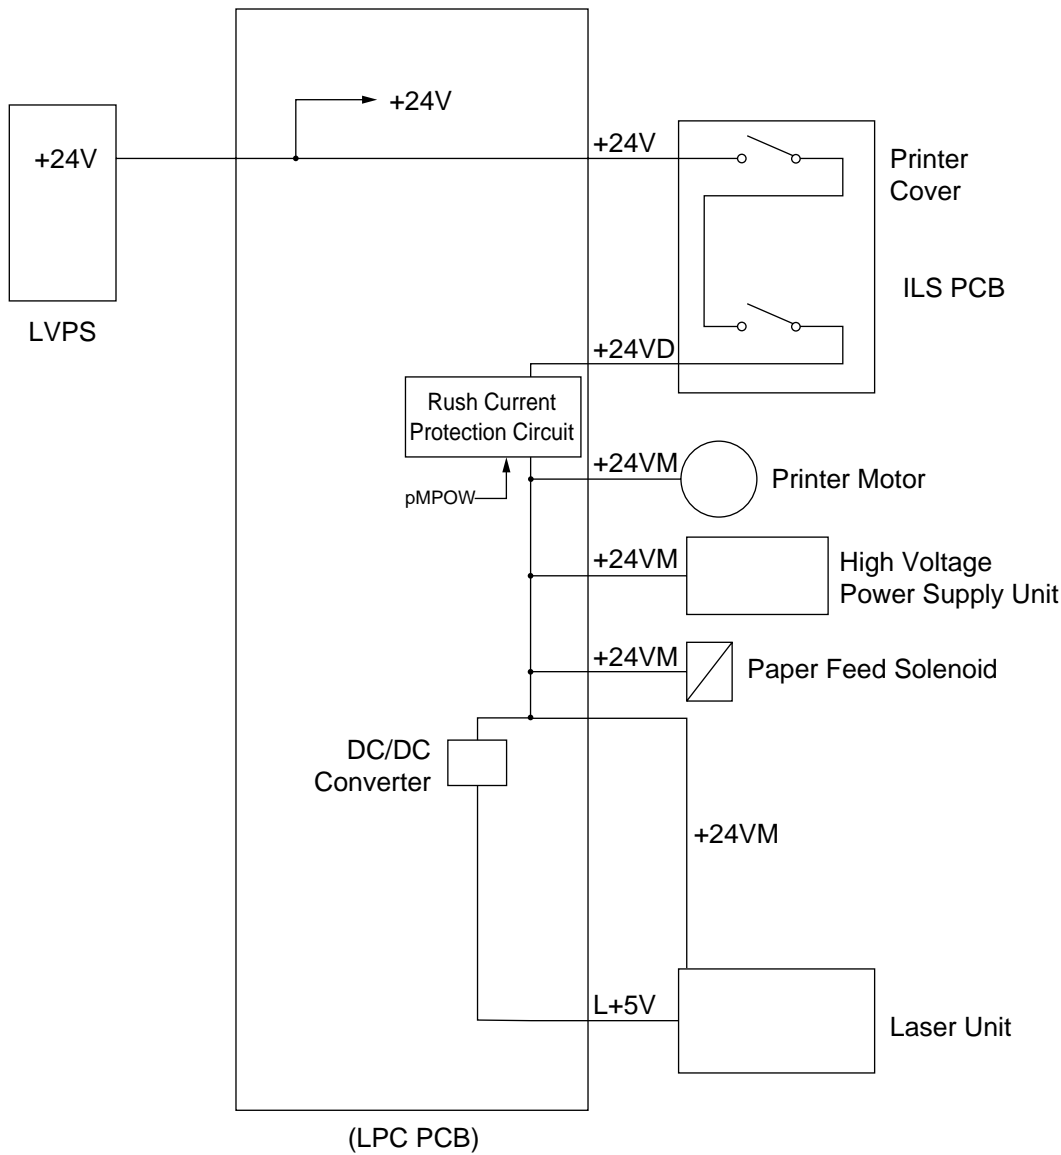 +24V
+24V
+24V
Printer
Cover
ILS PCB
LVPS
+24VD
Rush Current
Protection Circuit
+24VM
Printer Motor
pMPOW
+24VM
High Voltage
Power Supply Unit
+24VM
Paper Feed Solenoid
DC/DC
Converter
+24VM
L+5V
Laser Unit
(LPC PCB)